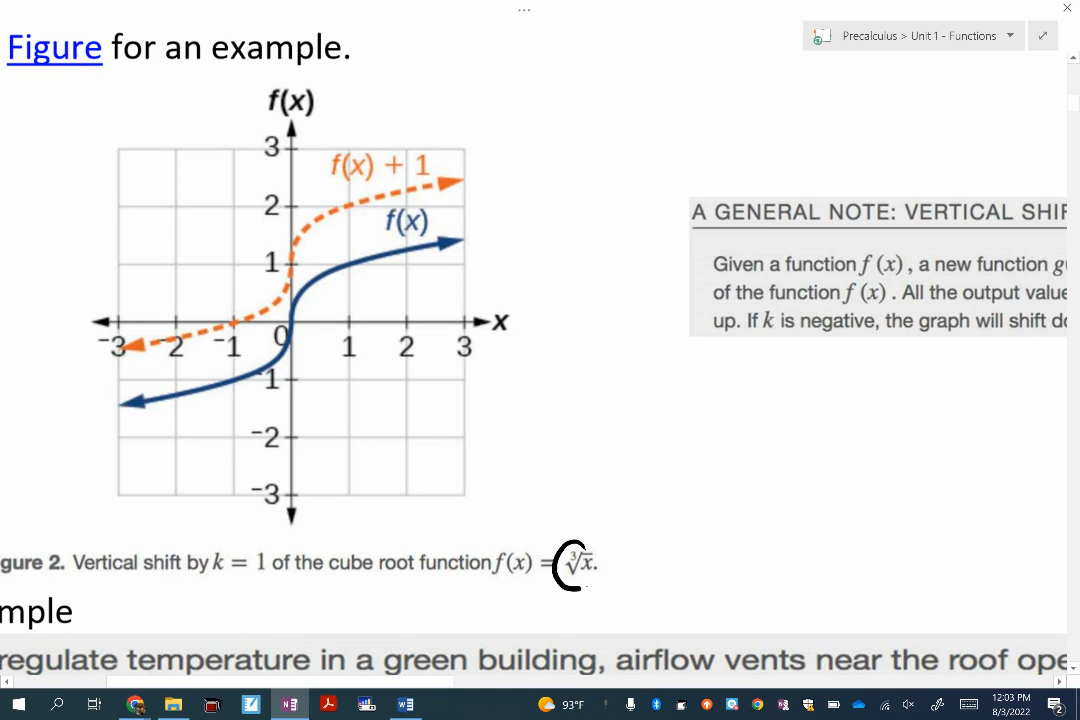 Figure for an example.
Precalculus > Unit 1 - Functions
f(x)
3
f(x) + 1
2
f(x)
1
x
-3 -2 -1 0 1 2 3
-1
-2
-3
A GENERAL NOTE: VERTICAL SHIF
Given a function f (x) , a new function g
of the function f (x) . All the output value
up. If k is negative, the graph will shift do
gure 2. Vertical shift by k = 1 of the cube root function f(x) = ∛x.
mple
regulate temperature in a green building, airflow vents near the roof ope
93°F
12:03 PM
8/3/2022
2